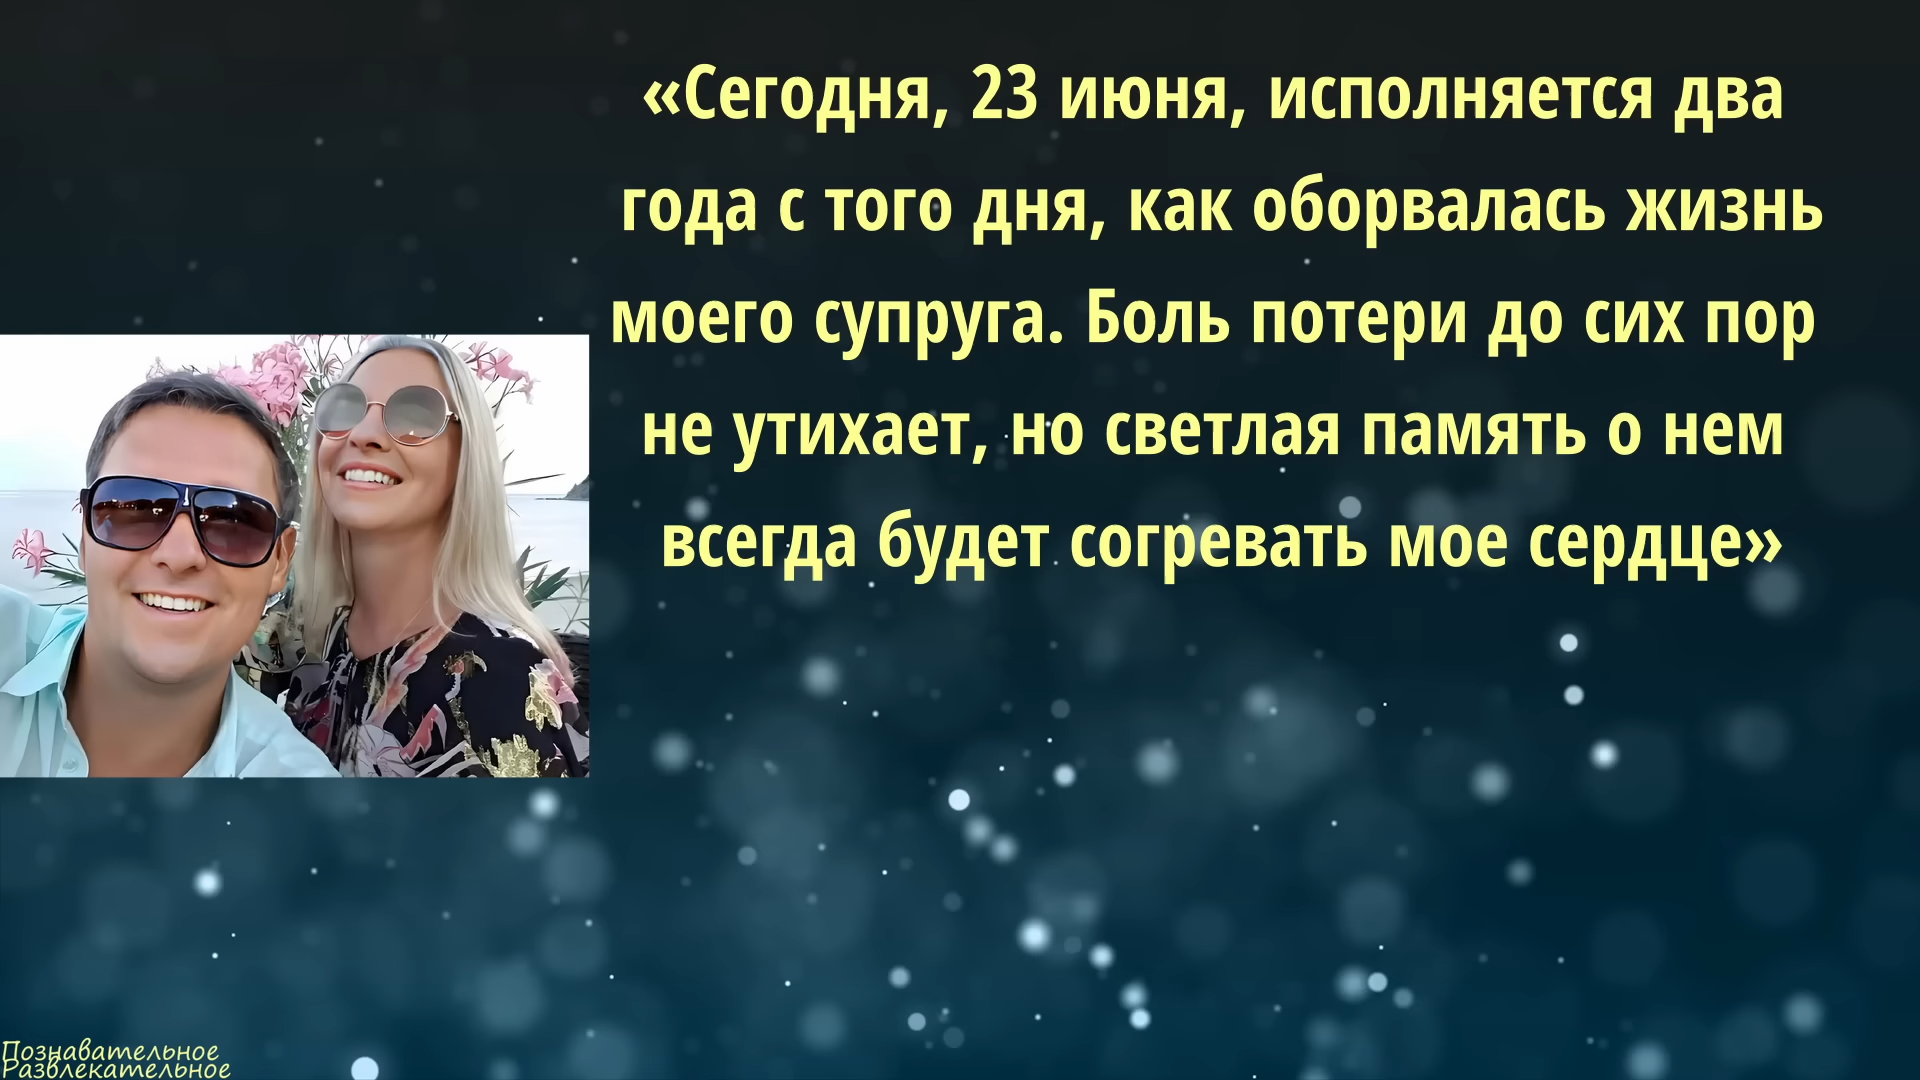 «Сегодня, 23 июня, исполняется два
года с того дня, как оборвалась жизнь
моего супруга. Боль потери до сих пор
не утихает, но светлая память о нем
всегда будет согревать мое сердце»
Познавательное
Развлекательное